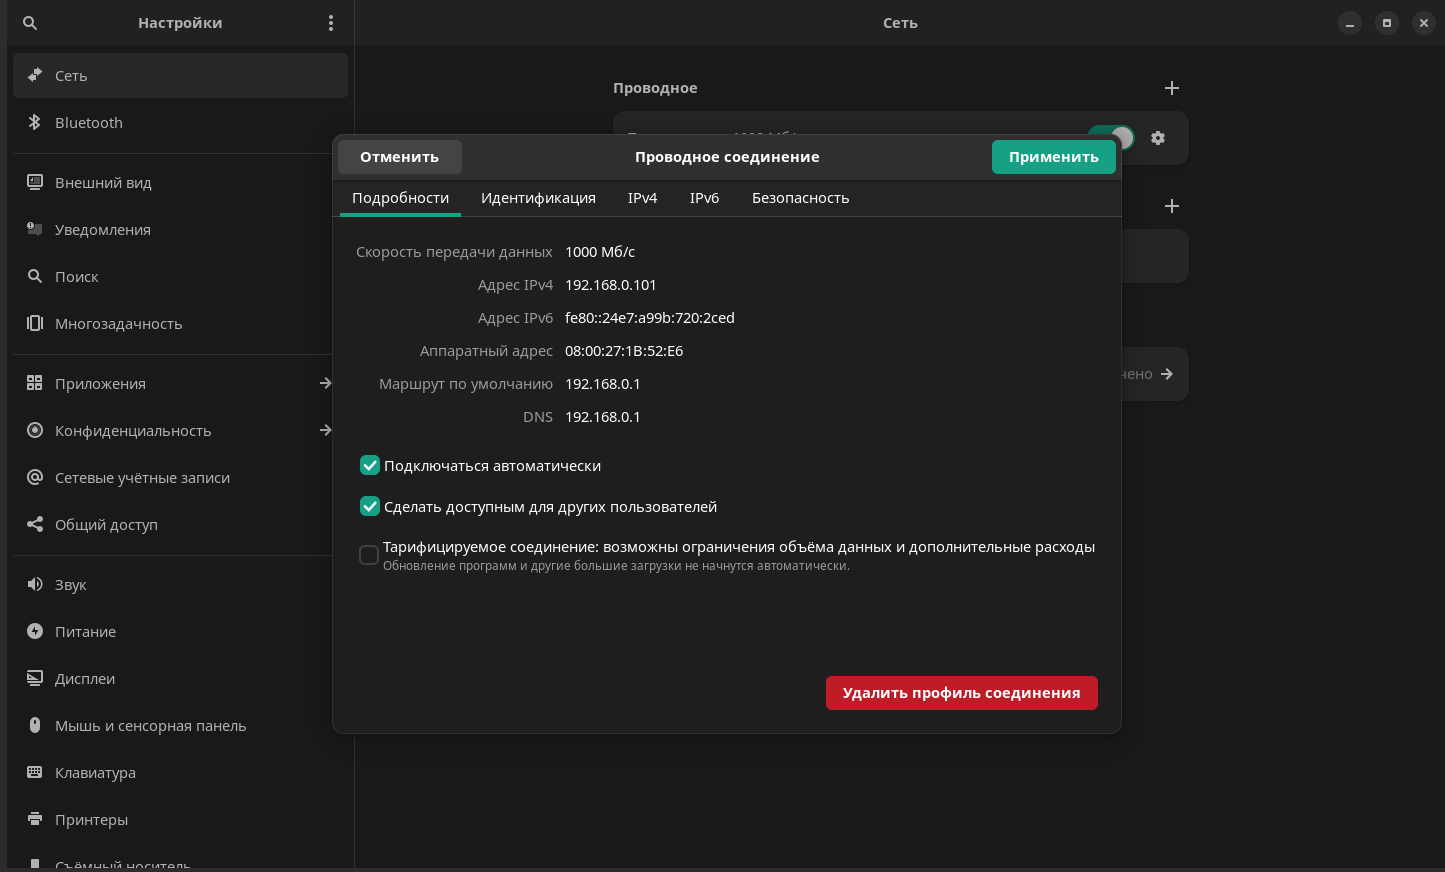 Настройки
Сеть
Сеть
Bluetooth
Внешний вид
Уведомления
Поиск
Многозадачность
Приложения
Конфиденциальность
Сетевые учётные записи
Общий доступ
Звук
Питание
Дисплеи
Мышь и сенсорная панель
Клавиатура
Принтеры
Съёмный носитель
Проводное
Отменить
Проводное соединение
Применить
Подробности
Идентификация
IPv4
IPv6
Безопасность
Скорость передачи данных 1000 Мб/с
Адрес IPv4 192.168.0.101
Адрес IPv6 fe80::24e7:a99b:720:2ced
Аппаратный адрес 08:00:27:1B:52:E6
Маршрут по умолчанию 192.168.0.1
DNS 192.168.0.1
Подключаться автоматически
Сделать доступным для других пользователей
Тарифицируемое соединение: возможны ограничения объёма данных и дополнительные расходы
Обновление программ и другие большие загрузки не начнутся автоматически.
Удалить профиль соединения